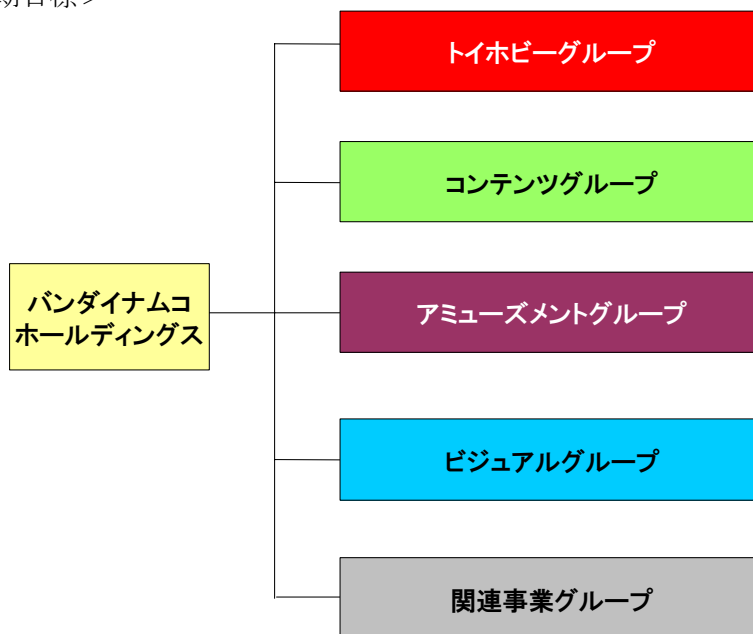 目標>
トイホビーグループ
コンテンツグループ
バンダイナムコ
ホールディングス
アミューズメントグループ
ビジュアルグループ
関連事業グループ